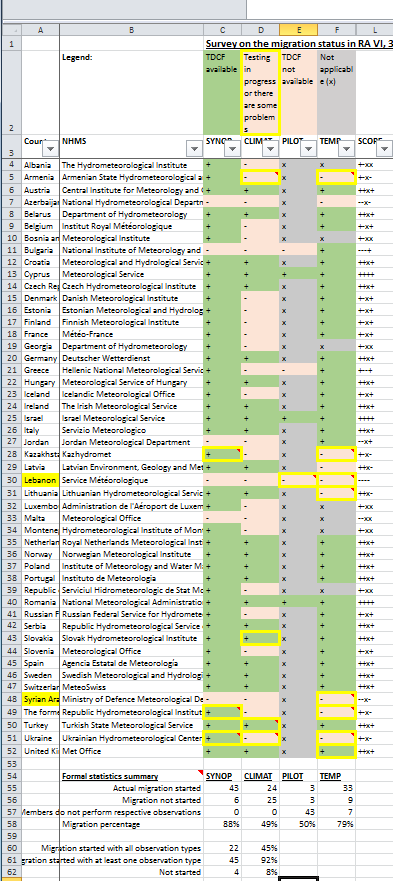 A B C D E F L
1 Survey on the migration status in RA VI, 3
2 Legend: TDCF available Testing in progress or there are some problems TDCF not available Not applicable (x)
3 Coun NHMS SYNOP CLIMAT PILOT TEMP SCOPE
4 Albania The Hydrometeorological Institute + - x x +-xx
5 Armenia Armenian State Hydrometeorological a + - x - +-x-
6 Austria Central Institute for Meteorology and + + x + ++x+
7 Azerbaijan National Hydrometeorological Departm - - x - --x-
8 Belarus Department of Hydrometeorology + + x + ++x+
9 Belgium Institut Royal Météorologique + - x + +-x+
10 Bosnia an Meteorological Institute + - x x +-xx
11 Bulgaria National Institute of Meteorology and - - - + ---+
12 Croatia Meteorological and Hydrological Servic + + x + ++x+
13 Cyprus Meteorological Service + + + + ++++
14 Czech Rep Czech Hydrometeorological Institute + + x + ++x+
15 Denmark Danish Meteorological Institute + - x + +-x+
16 Estonia Estonian Meteorological and Hydrolog + - x + +-x+
17 Finland Finnish Meteorological Institute + - x + +-x+
18 France Météo-France + - x + +-x+
19 Georgia Department of Hydrometeorology + - x x +-xx
20 Germany Deutscher Wetterdienst + + x + ++x+
21 Greece Hellenic National Meteorological Servic + - - + +--+
22 Hungary Meteorological Service of Hungary + + x + ++x+
23 Iceland Icelandic Meteorological Office + - x + +-x+
24 Ireland The Irish Meteorological Service + + x + ++x+
25 Israel Israel Meteorological Service + + + + ++++
26 Italy Servizio Meteorologico + + x + ++x+
27 Jordan Jordan Meteorological Department - - x + --x+
28 Kazakhsta Kazhydromet + - x - +-x-
29 Latvia Latvian Environment, Geology and Met + + x - ++x-
30 Lebanon Service Météorologique - - - - ----
31 Lithuania Lithuanian Hydrometeorological Servic + + x - ++x-
32 Luxembo Administration de l'Aéroport de Luxem + - x x +-xx
33 Malta Meteorological Office - - x x --xx
34 Montene Hydrometeorological Institute of Mon + - x x +-xx
35 Netherlan Royal Netherlands Meteorological Inst + + x + ++x+
36 Norway Norwegian Meteorological Institute + + x + ++x+
37 Poland Institute of Meteorology and Water M + + x + ++x+
38 Portugal Instituto de Meteorologia + + x + ++x+
39 Republic Serviciul Hidrometeorologic de Stat Mo + - x x +-xx
40 Romania National Meteorological Administratio + + + + ++++
41 Russian F Russian Federal Service for Hydromete + - x + +-x+
42 Serbia Republic Hydrometeorological Service + + x + ++x+
43 Slovakia Slovak Hydrometeorological Institute + + x + ++x+
44 Slovenia Meteorological Office + - x + +-x+
45 Spain Agencia Estatal de Meteorología + + x + ++x+
46 Sweden Swedish Meteorological and Hydrologi + + x + ++x+
47 Switzerlar MeteoSwiss + + x + ++x+
48 Syrian Ara Ministry of Defence Meteorological De - - x - --x-
49 The forme Republic Hydrometeorological Institut + - x - +-x-
50 Turkey Turkish State Meteorological Service + + x + ++x+
51 Ukraine Ukrainian Hydrometeorological Center + - x - +-x-
52 United Ki Met Office + + x + ++x+
53
54 Formal statistics summary SYNOP CLIMAT PILOT TEMP
55 Actual migration started 43 24 3 33
56 Migration not started 6 25 3 9
57 Members do not perform respective observations 0 0 43 7
58 Migration percentage 88% 49% 50% 79%
59
60 Migration started with all observation types 22 45%
61 gration started with at least one observation type 45 92%
62 Not started 4 8%